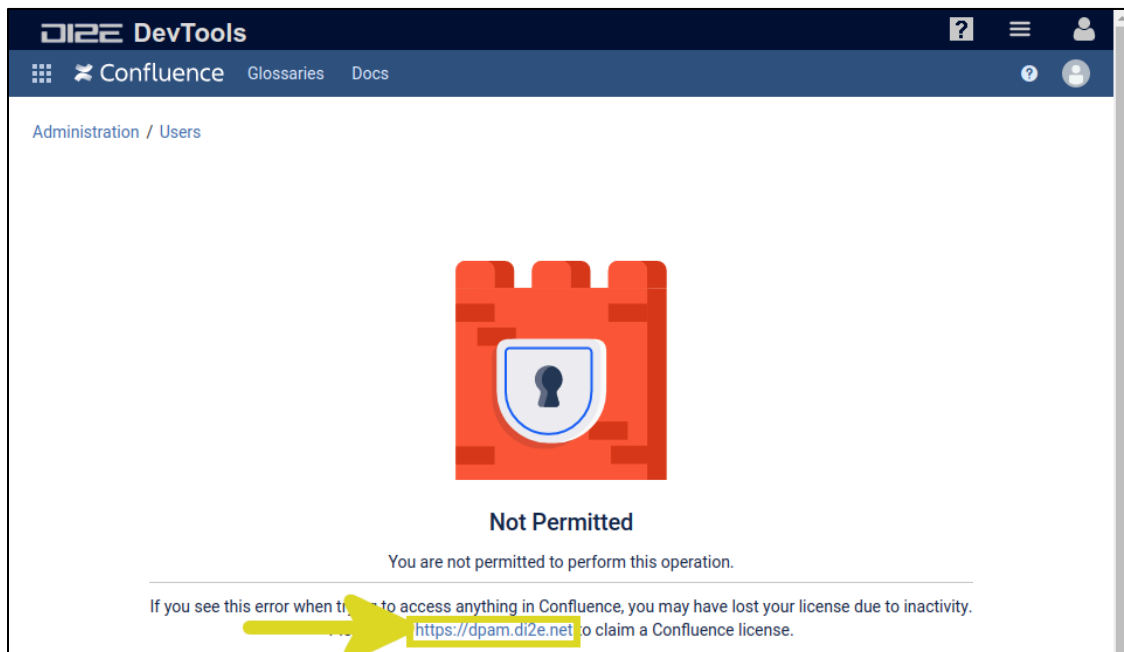 DI2E DevTools
?
Confluence Glossaries Docs
?
Administration / Users
Not Permitted
You are not permitted to perform this operation.
If you see this error when to access anything in Confluence, you may have lost your license due to inactivity.
https://dpam.di2e.net to claim a Confluence license.